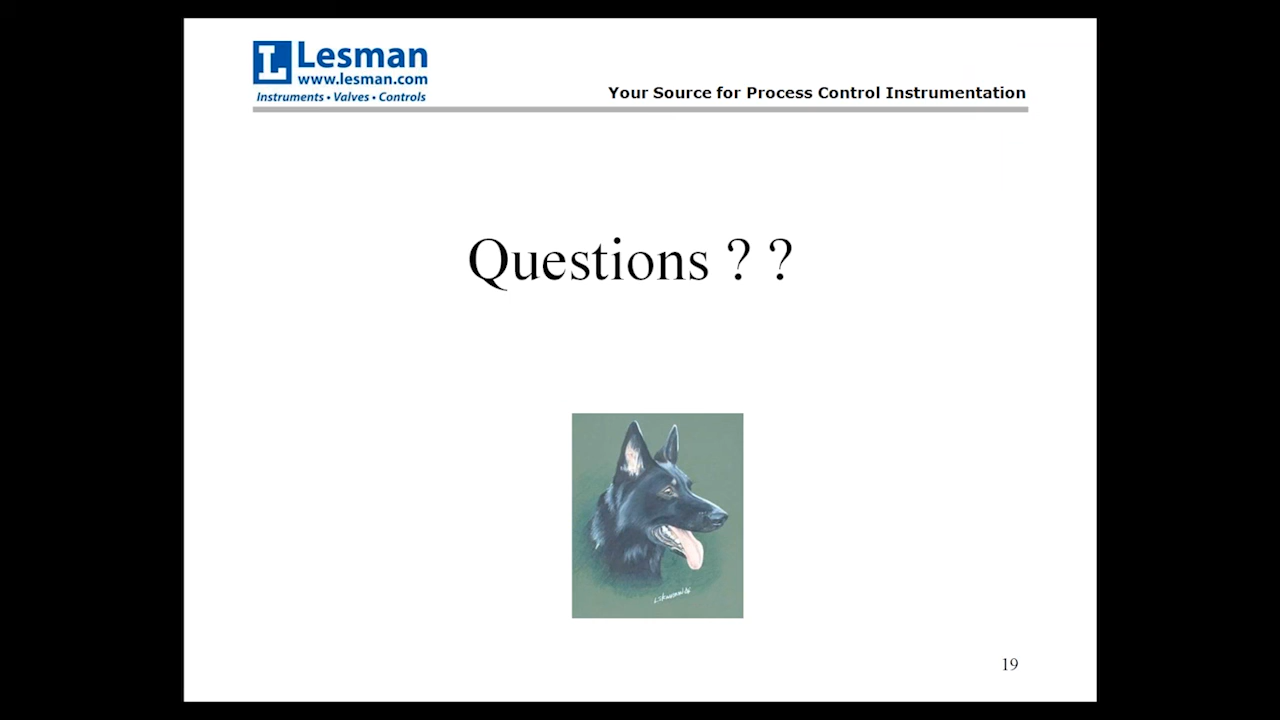 L Lesman
www.lesman.com
Instruments • Valves • Controls
Your Source for Process Control Instrumentation
Questions ? ?
19